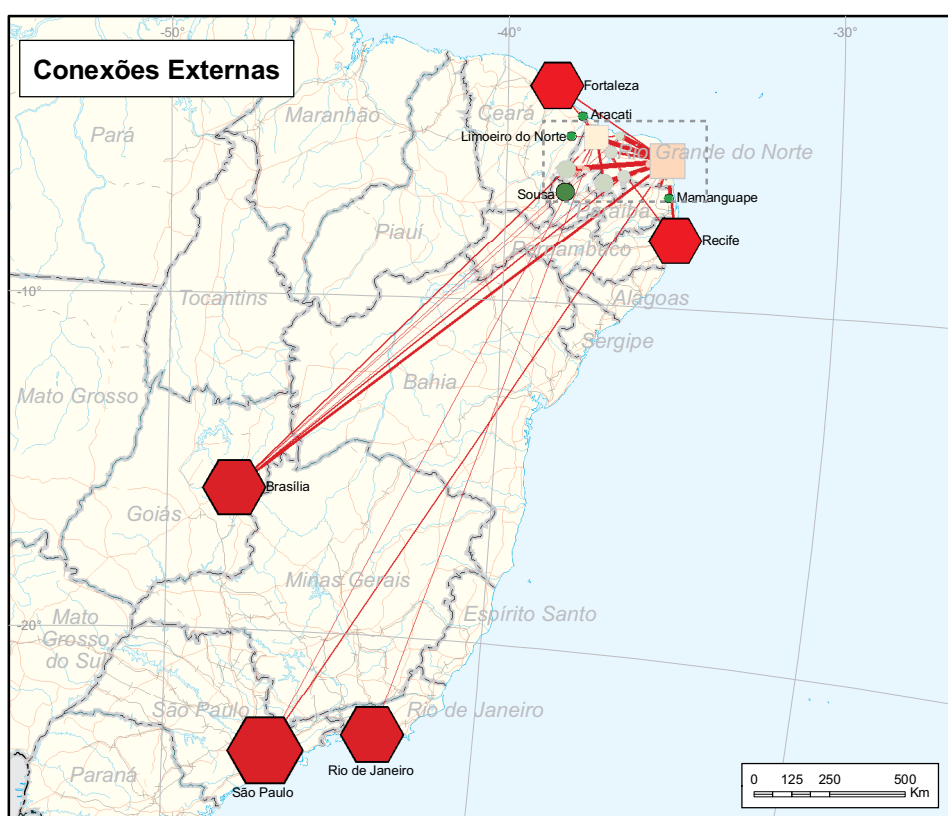 -50°
-40°
-30°
Conexões Externas
Fortaleza
Ceará
Aracati
Maranhão
Pará
Limoeiro do Norte
Rio Grande do Norte
Sousa
Mamanguape
Paraíba
Piauí
Recife
Pernambuco
-10°
Tocantins
Alagoas
Sergipe
Bahia
Mato Grosso
Brasília
Goiás
Minas Gerais
Espírito Santo
Mato
Grosso
do Sul
-20°
São Paulo
Rio de Janeiro
Rio de Janeiro
Paraná
São Paulo
0 125 250 500
Km